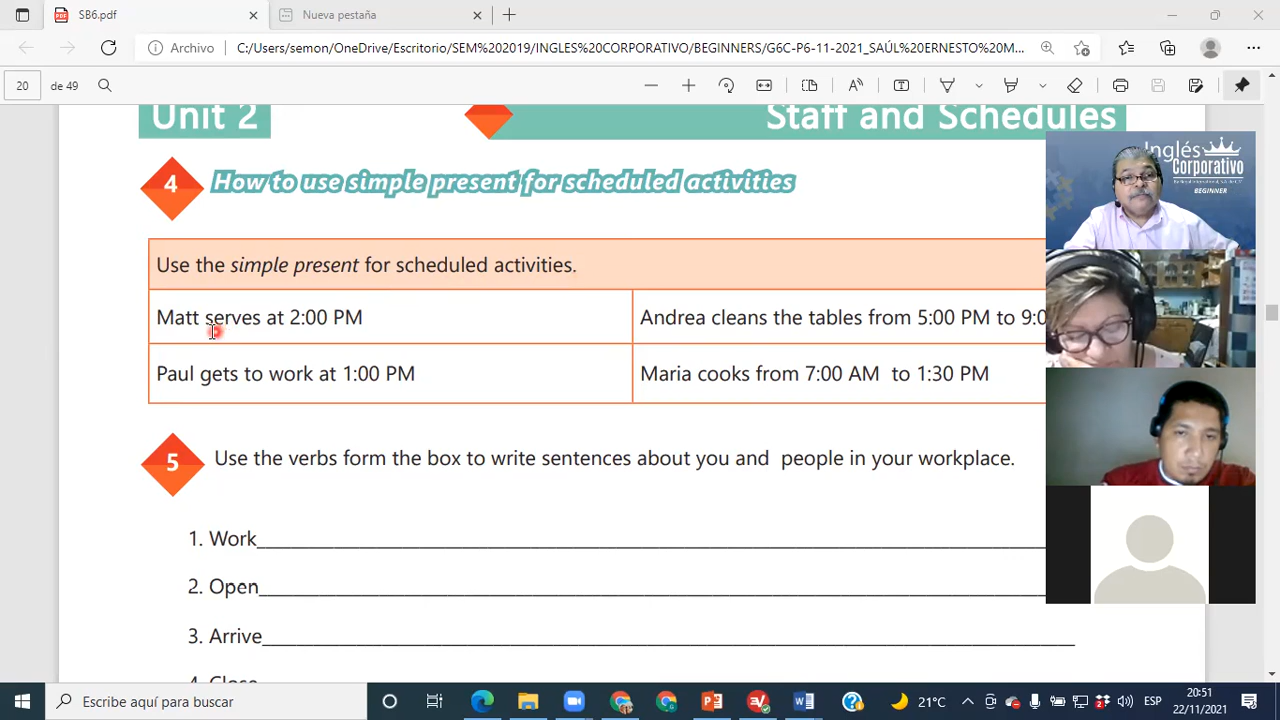 SB6.pdf
Nueva pestaña
Archivo
C:/Users/semon/OneDrive/Escritorio/SEM%202019/INGLES%20CORPORATIVO/BEGINNERS/G6C-P6-11-2021_SAÚL%20ERNESTO%20M...
20 de 49
Unit 2
Staff and Schedules
4 How to use simple present for scheduled activities
Use the simple present for scheduled activities.
Matt serves at 2:00 PM
Andrea cleans the tables from 5:00 PM to 9:0
Paul gets to work at 1:00 PM
Maria cooks from 7:00 AM to 1:30 PM
5 Use the verbs form the box to write sentences about you and people in your workplace.
1. Work
2. Open
3. Arrive
4. Close
Inglés
Corporativo
BEGINNER
Escribe aquí para buscar
21°C
ESP
20:51
22/11/2021